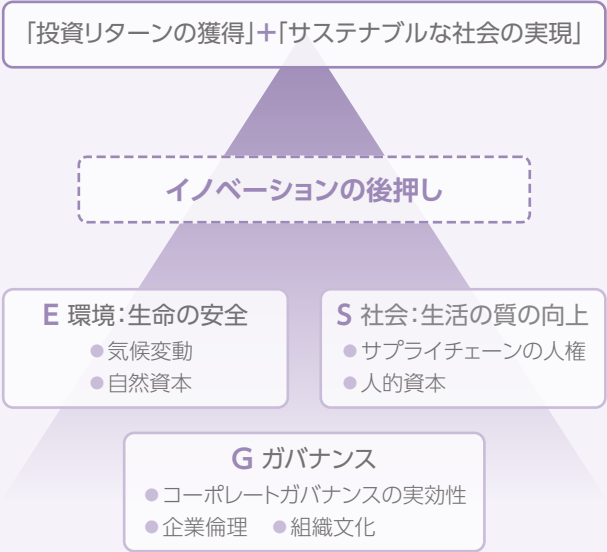 「投資リターンの獲得」+「サステナブルな社会の実現」
イノベーションの後押し
E 環境:生命の安全
●気候変動
●自然資本
S 社会:生活の質の向上
●サプライチェーンの人権
●人的資本
G ガバナンス
●コーポレートガバナンスの実効性
●企業倫理 ●組織文化